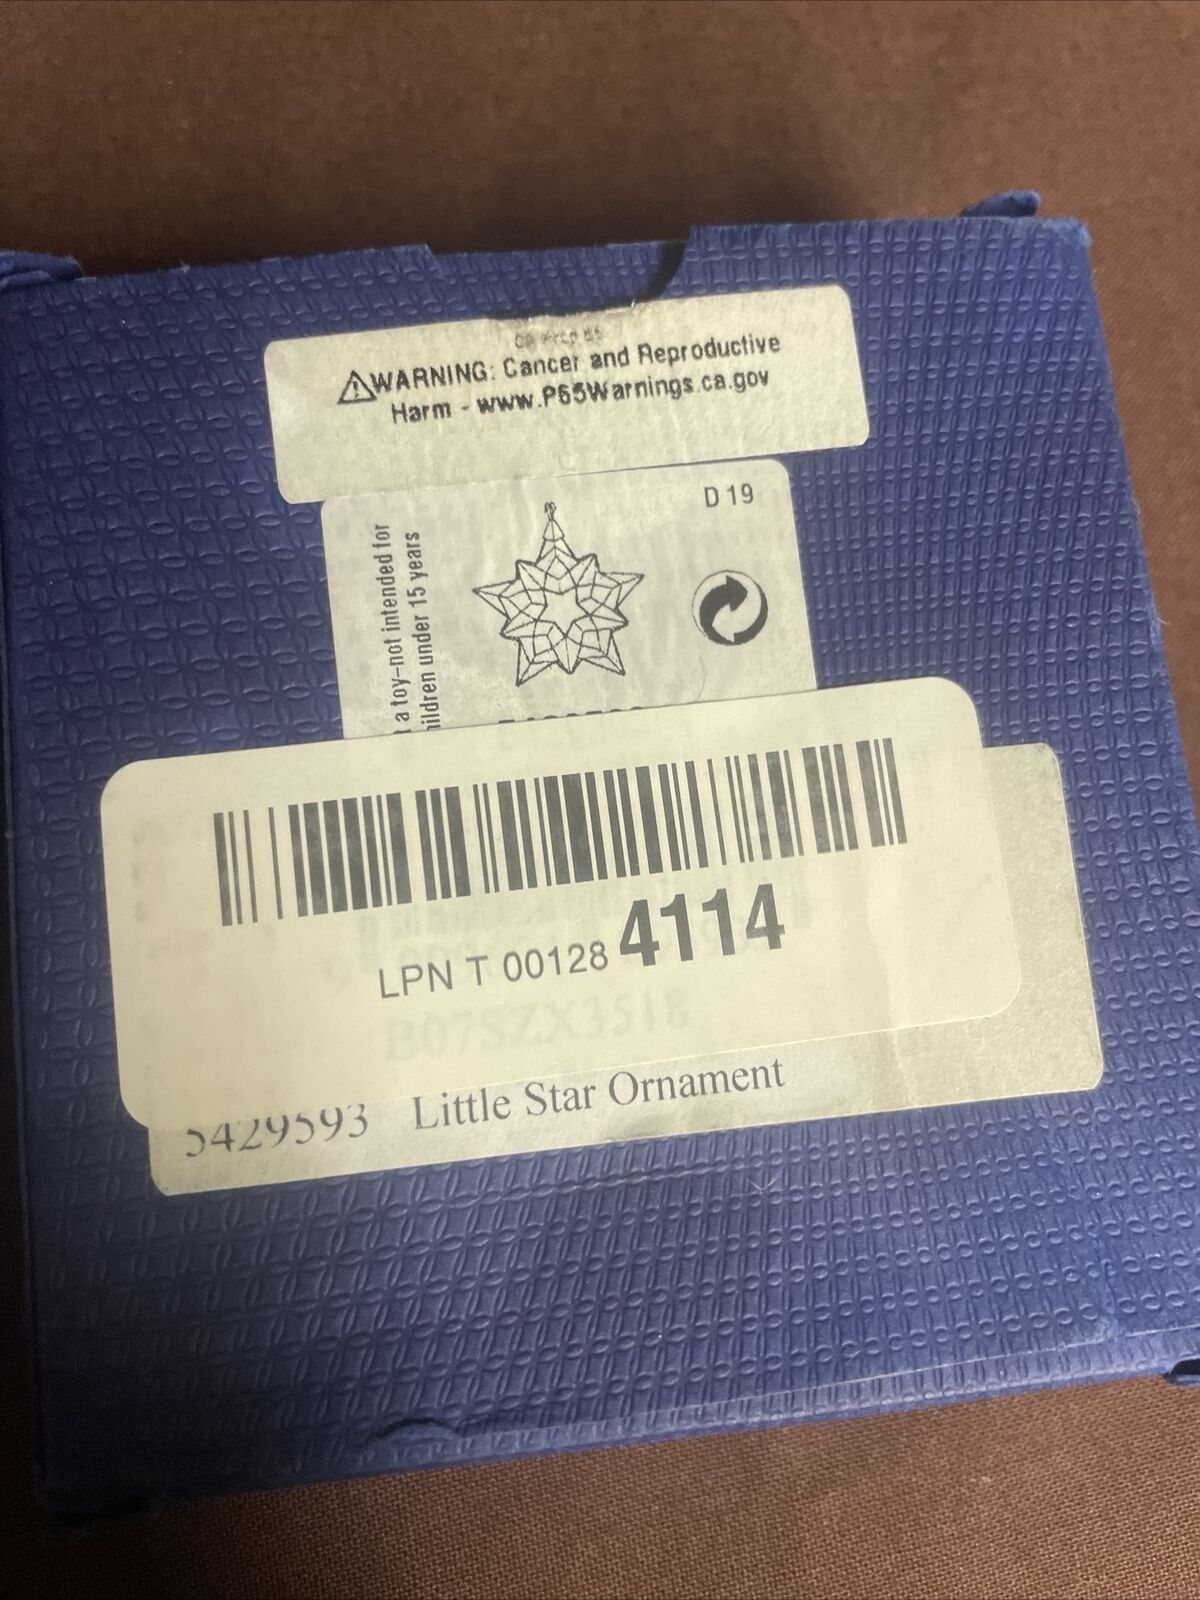 CA Prop 65
⚠WARNING: Cancer and Reproductive
Harm - www.P65Warnings.ca.gov
D 19
t a toy–not intended for
hildren under 15 years
LPN T 00128 4114
B07SZX3518
5429593 Little Star Ornament